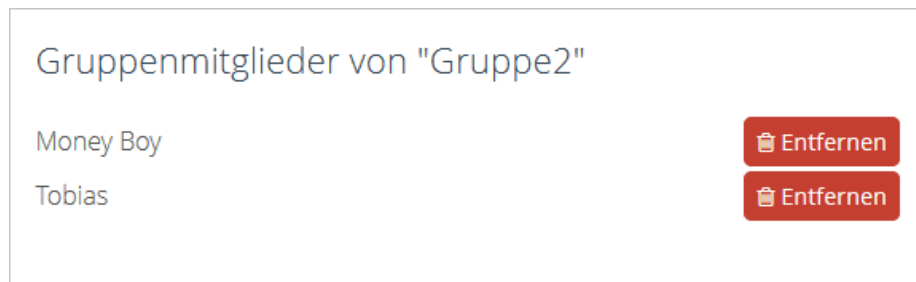 Gruppenmitglieder von "Gruppe2"
Money Boy Entfernen
Tobias Entfernen